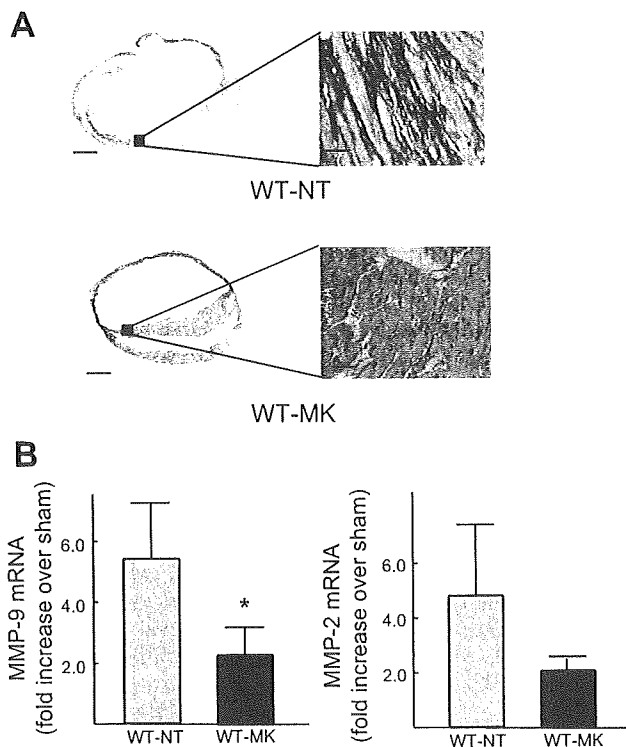 A
WT-NT
WT-MK
B
MMP-9 mRNA
(fold increase over sham)
6.0
4.0
2.0
*
WT-NT
WT-MK
MMP-2 mRNA
(fold increase over sham)
6.0
4.0
2.0
WT-NT
WT-MK